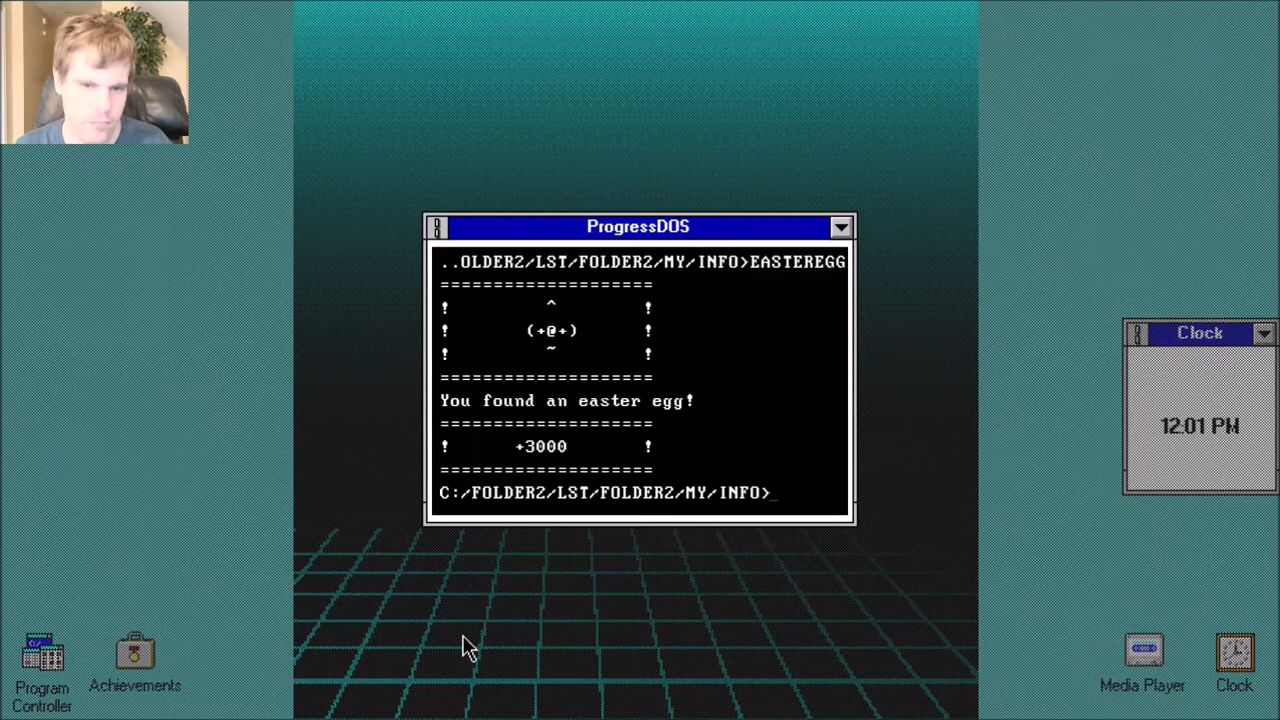 ProgressDOS
..OLDER2/LST/FOLDER2/MY/INFO>EASTEREGG
====================
! ^ !
! (+@+) !
! ~ !
====================
You found an easter egg!
====================
! +3000 !
====================
C:/FOLDER2/LST/FOLDER2/MY/INFO>_
Clock
12:01 PM
Program
Controller
Achievements
Media Player
Clock